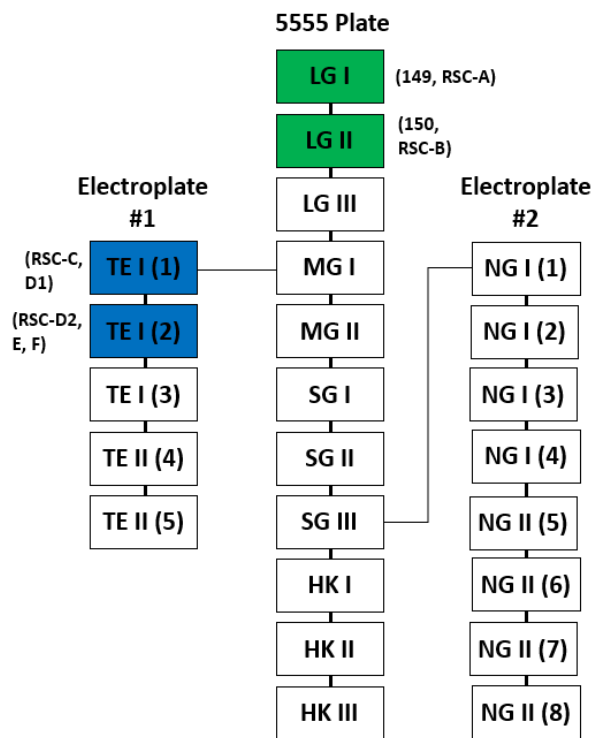 5555 Plate
LG I
(149, RSC-A)
LG II
(150,
RSC-B)
LG III
MG I
MG II
SG I
SG II
SG III
HK I
HK II
HK III
Electroplate
#1
(RSC-C,
D1)
TE I (1)
(RSC-D2,
E, F)
TE I (2)
TE I (3)
TE II (4)
TE II (5)
Electroplate
#2
NG I (1)
NG I (2)
NG I (3)
NG I (4)
NG II (5)
NG II (6)
NG II (7)
NG II (8)